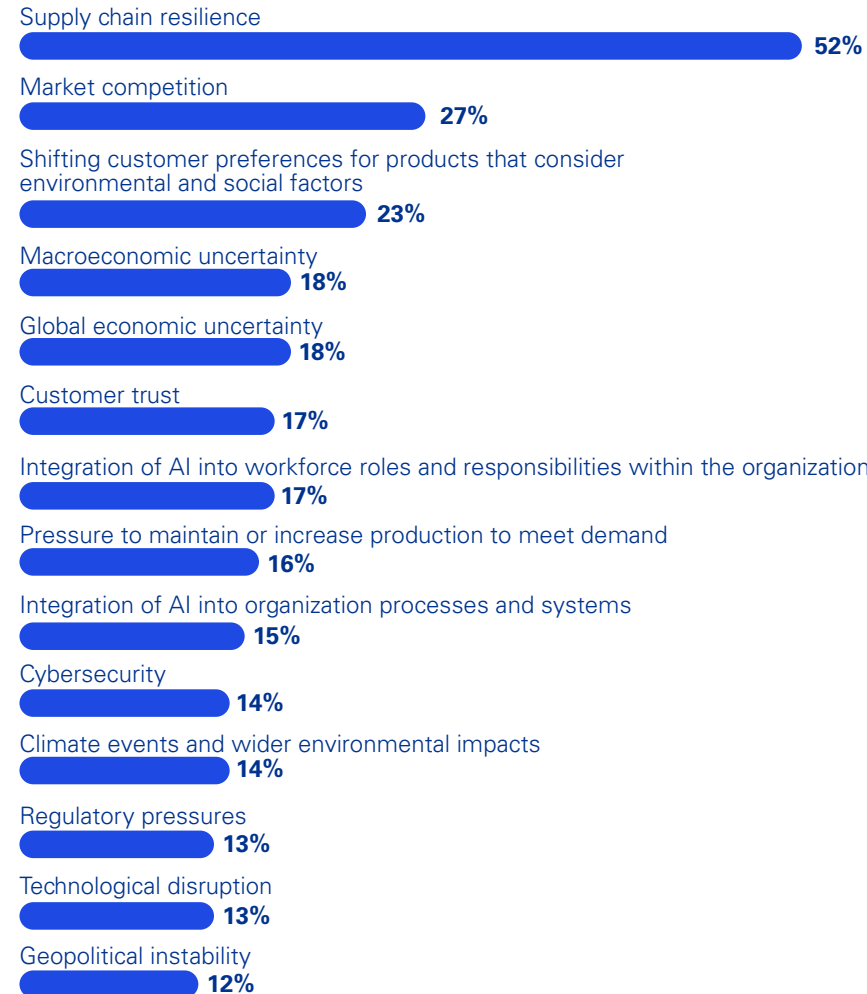 Supply chain resilience
52%
Market competition
27%
Shifting customer preferences for products that consider
environmental and social factors
23%
Macroeconomic uncertainty
18%
Global economic uncertainty
18%
Customer trust
17%
Integration of AI into workforce roles and responsibilities within the organization
17%
Pressure to maintain or increase production to meet demand
16%
Integration of AI into organization processes and systems
15%
Cybersecurity
14%
Climate events and wider environmental impacts
14%
Regulatory pressures
13%
Technological disruption
13%
Geopolitical instability
12%